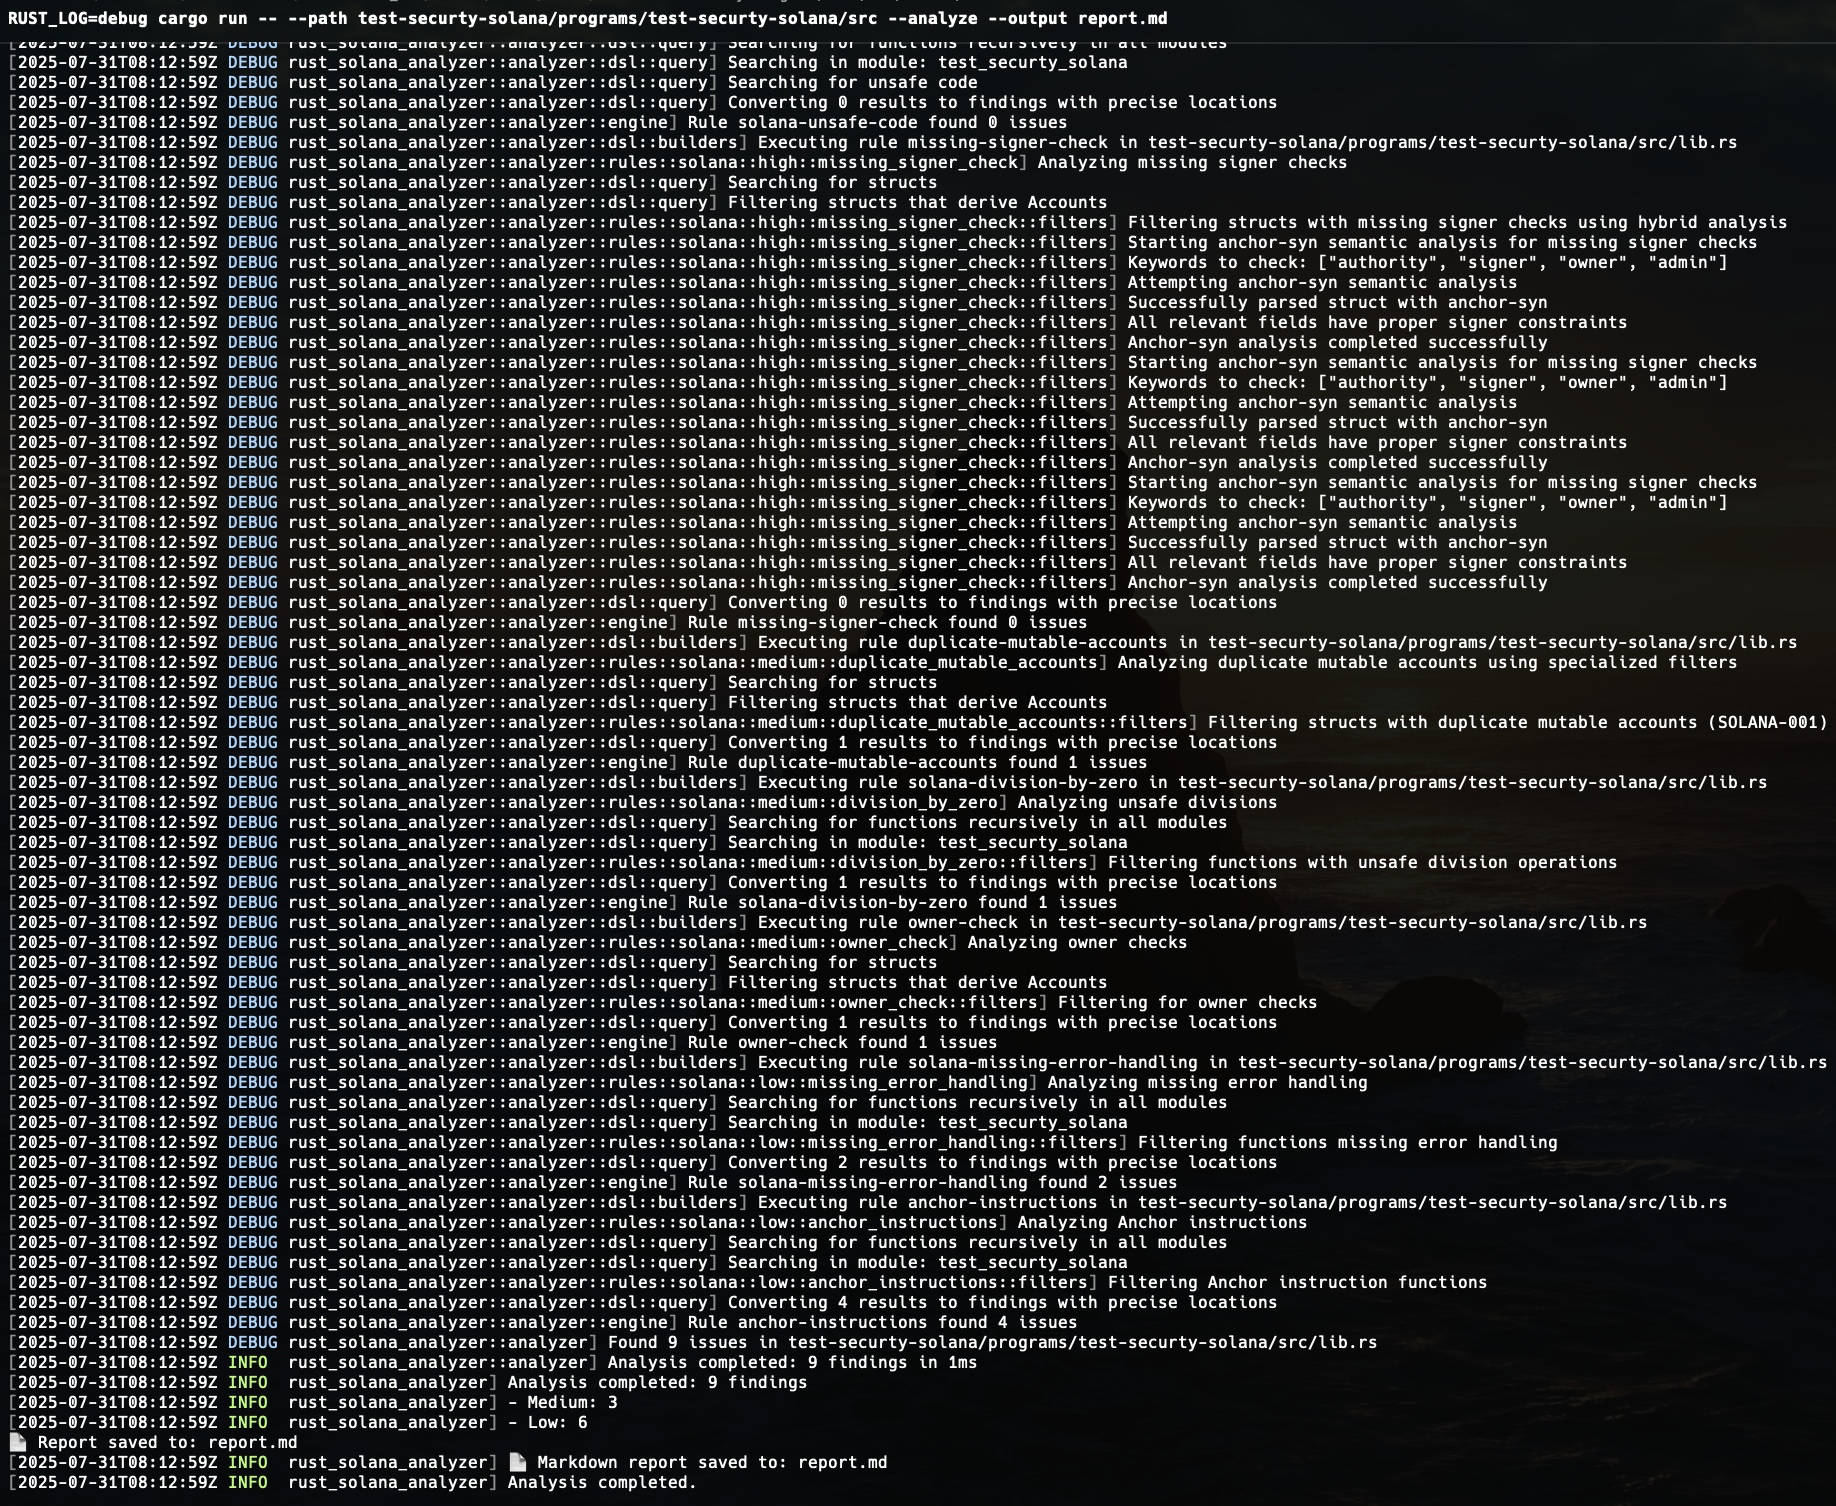 RUST_LOG=debug cargo run -- --path test-securty-solana/programs/test-securty-solana/src --analyze --output report.md
[2025-07-31T08:12:59Z DEBUG rust_solana_analyzer::analyzer::dsl::query] Searching for functions recursively in all modules
[2025-07-31T08:12:59Z DEBUG rust_solana_analyzer::analyzer::dsl::query] Searching in module: test_securty_solana
[2025-07-31T08:12:59Z DEBUG rust_solana_analyzer::analyzer::dsl::query] Searching for unsafe code
[2025-07-31T08:12:59Z DEBUG rust_solana_analyzer::analyzer::dsl::query] Converting 0 results to findings with precise locations
[2025-07-31T08:12:59Z DEBUG rust_solana_analyzer::analyzer::engine] Rule solana-unsafe-code found 0 issues
[2025-07-31T08:12:59Z DEBUG rust_solana_analyzer::analyzer::dsl::builders] Executing rule missing-signer-check in test-securty-solana/programs/test-securty-solana/src/lib.rs
[2025-07-31T08:12:59Z DEBUG rust_solana_analyzer::analyzer::rules::solana::high::missing_signer_check] Analyzing missing signer checks
[2025-07-31T08:12:59Z DEBUG rust_solana_analyzer::analyzer::dsl::query] Searching for structs
[2025-07-31T08:12:59Z DEBUG rust_solana_analyzer::analyzer::dsl::query] Filtering structs that derive Accounts
[2025-07-31T08:12:59Z DEBUG rust_solana_analyzer::analyzer::rules::solana::high::missing_signer_check::filters] Filtering structs with missing signer checks using hybrid analysis
[2025-07-31T08:12:59Z DEBUG rust_solana_analyzer::analyzer::rules::solana::high::missing_signer_check::filters] Starting anchor-syn semantic analysis for missing signer checks
[2025-07-31T08:12:59Z DEBUG rust_solana_analyzer::analyzer::rules::solana::high::missing_signer_check::filters] Keywords to check: ["authority", "signer", "owner", "admin"]
[2025-07-31T08:12:59Z DEBUG rust_solana_analyzer::analyzer::rules::solana::high::missing_signer_check::filters] Attempting anchor-syn semantic analysis
[2025-07-31T08:12:59Z DEBUG rust_solana_analyzer::analyzer::rules::solana::high::missing_signer_check::filters] Successfully parsed struct with anchor-syn
[2025-07-31T08:12:59Z DEBUG rust_solana_analyzer::analyzer::rules::solana::high::missing_signer_check::filters] All relevant fields have proper signer constraints
[2025-07-31T08:12:59Z DEBUG rust_solana_analyzer::analyzer::rules::solana::high::missing_signer_check::filters] Anchor-syn analysis completed successfully
[2025-07-31T08:12:59Z DEBUG rust_solana_analyzer::analyzer::rules::solana::high::missing_signer_check::filters] Starting anchor-syn semantic analysis for missing signer checks
[2025-07-31T08:12:59Z DEBUG rust_solana_analyzer::analyzer::rules::solana::high::missing_signer_check::filters] Keywords to check: ["authority", "signer", "owner", "admin"]
[2025-07-31T08:12:59Z DEBUG rust_solana_analyzer::analyzer::rules::solana::high::missing_signer_check::filters] Attempting anchor-syn semantic analysis
[2025-07-31T08:12:59Z DEBUG rust_solana_analyzer::analyzer::rules::solana::high::missing_signer_check::filters] Successfully parsed struct with anchor-syn
[2025-07-31T08:12:59Z DEBUG rust_solana_analyzer::analyzer::rules::solana::high::missing_signer_check::filters] All relevant fields have proper signer constraints
[2025-07-31T08:12:59Z DEBUG rust_solana_analyzer::analyzer::rules::solana::high::missing_signer_check::filters] Anchor-syn analysis completed successfully
[2025-07-31T08:12:59Z DEBUG rust_solana_analyzer::analyzer::rules::solana::high::missing_signer_check::filters] Starting anchor-syn semantic analysis for missing signer checks
[2025-07-31T08:12:59Z DEBUG rust_solana_analyzer::analyzer::rules::solana::high::missing_signer_check::filters] Keywords to check: ["authority", "signer", "owner", "admin"]
[2025-07-31T08:12:59Z DEBUG rust_solana_analyzer::analyzer::rules::solana::high::missing_signer_check::filters] Attempting anchor-syn semantic analysis
[2025-07-31T08:12:59Z DEBUG rust_solana_analyzer::analyzer::rules::solana::high::missing_signer_check::filters] Successfully parsed struct with anchor-syn
[2025-07-31T08:12:59Z DEBUG rust_solana_analyzer::analyzer::rules::solana::high::missing_signer_check::filters] All relevant fields have proper signer constraints
[2025-07-31T08:12:59Z DEBUG rust_solana_analyzer::analyzer::rules::solana::high::missing_signer_check::filters] Anchor-syn analysis completed successfully
[2025-07-31T08:12:59Z DEBUG rust_solana_analyzer::analyzer::dsl::query] Converting 0 results to findings with precise locations
[2025-07-31T08:12:59Z DEBUG rust_solana_analyzer::analyzer::engine] Rule missing-signer-check found 0 issues
[2025-07-31T08:12:59Z DEBUG rust_solana_analyzer::analyzer::dsl::builders] Executing rule duplicate-mutable-accounts in test-securty-solana/programs/test-securty-solana/src/lib.rs
[2025-07-31T08:12:59Z DEBUG rust_solana_analyzer::analyzer::rules::solana::medium::duplicate_mutable_accounts] Analyzing duplicate mutable accounts using specialized filters
[2025-07-31T08:12:59Z DEBUG rust_solana_analyzer::analyzer::dsl::query] Searching for structs
[2025-07-31T08:12:59Z DEBUG rust_solana_analyzer::analyzer::dsl::query] Filtering structs that derive Accounts
[2025-07-31T08:12:59Z DEBUG rust_solana_analyzer::analyzer::rules::solana::medium::duplicate_mutable_accounts::filters] Filtering structs with duplicate mutable accounts (SOLANA-001)
[2025-07-31T08:12:59Z DEBUG rust_solana_analyzer::analyzer::dsl::query] Converting 1 results to findings with precise locations
[2025-07-31T08:12:59Z DEBUG rust_solana_analyzer::analyzer::engine] Rule duplicate-mutable-accounts found 1 issues
[2025-07-31T08:12:59Z DEBUG rust_solana_analyzer::analyzer::dsl::builders] Executing rule solana-division-by-zero in test-securty-solana/programs/test-securty-solana/src/lib.rs
[2025-07-31T08:12:59Z DEBUG rust_solana_analyzer::analyzer::rules::solana::medium::division_by_zero] Analyzing unsafe divisions
[2025-07-31T08:12:59Z DEBUG rust_solana_analyzer::analyzer::dsl::query] Searching for functions recursively in all modules
[2025-07-31T08:12:59Z DEBUG rust_solana_analyzer::analyzer::dsl::query] Searching in module: test_securty_solana
[2025-07-31T08:12:59Z DEBUG rust_solana_analyzer::analyzer::rules::solana::medium::division_by_zero::filters] Filtering functions with unsafe division operations
[2025-07-31T08:12:59Z DEBUG rust_solana_analyzer::analyzer::dsl::query] Converting 1 results to findings with precise locations
[2025-07-31T08:12:59Z DEBUG rust_solana_analyzer::analyzer::engine] Rule solana-division-by-zero found 1 issues
[2025-07-31T08:12:59Z DEBUG rust_solana_analyzer::analyzer::dsl::builders] Executing rule owner-check in test-securty-solana/programs/test-securty-solana/src/lib.rs
[2025-07-31T08:12:59Z DEBUG rust_solana_analyzer::analyzer::rules::solana::medium::owner_check] Analyzing owner checks
[2025-07-31T08:12:59Z DEBUG rust_solana_analyzer::analyzer::dsl::query] Searching for structs
[2025-07-31T08:12:59Z DEBUG rust_solana_analyzer::analyzer::dsl::query] Filtering structs that derive Accounts
[2025-07-31T08:12:59Z DEBUG rust_solana_analyzer::analyzer::rules::solana::medium::owner_check::filters] Filtering for owner checks
[2025-07-31T08:12:59Z DEBUG rust_solana_analyzer::analyzer::dsl::query] Converting 1 results to findings with precise locations
[2025-07-31T08:12:59Z DEBUG rust_solana_analyzer::analyzer::engine] Rule owner-check found 1 issues
[2025-07-31T08:12:59Z DEBUG rust_solana_analyzer::analyzer::dsl::builders] Executing rule solana-missing-error-handling in test-securty-solana/programs/test-securty-solana/src/lib.rs
[2025-07-31T08:12:59Z DEBUG rust_solana_analyzer::analyzer::rules::solana::low::missing_error_handling] Analyzing missing error handling
[2025-07-31T08:12:59Z DEBUG rust_solana_analyzer::analyzer::dsl::query] Searching for functions recursively in all modules
[2025-07-31T08:12:59Z DEBUG rust_solana_analyzer::analyzer::dsl::query] Searching in module: test_securty_solana
[2025-07-31T08:12:59Z DEBUG rust_solana_analyzer::analyzer::rules::solana::low::missing_error_handling::filters] Filtering functions missing error handling
[2025-07-31T08:12:59Z DEBUG rust_solana_analyzer::analyzer::dsl::query] Converting 2 results to findings with precise locations
[2025-07-31T08:12:59Z DEBUG rust_solana_analyzer::analyzer::engine] Rule solana-missing-error-handling found 2 issues
[2025-07-31T08:12:59Z DEBUG rust_solana_analyzer::analyzer::dsl::builders] Executing rule anchor-instructions in test-securty-solana/programs/test-securty-solana/src/lib.rs
[2025-07-31T08:12:59Z DEBUG rust_solana_analyzer::analyzer::rules::solana::low::anchor_instructions] Analyzing Anchor instructions
[2025-07-31T08:12:59Z DEBUG rust_solana_analyzer::analyzer::dsl::query] Searching for functions recursively in all modules
[2025-07-31T08:12:59Z DEBUG rust_solana_analyzer::analyzer::dsl::query] Searching in module: test_securty_solana
[2025-07-31T08:12:59Z DEBUG rust_solana_analyzer::analyzer::rules::solana::low::anchor_instructions::filters] Filtering Anchor instruction functions
[2025-07-31T08:12:59Z DEBUG rust_solana_analyzer::analyzer::dsl::query] Converting 4 results to findings with precise locations
[2025-07-31T08:12:59Z DEBUG rust_solana_analyzer::analyzer::engine] Rule anchor-instructions found 4 issues
[2025-07-31T08:12:59Z DEBUG rust_solana_analyzer::analyzer] Found 9 issues in test-securty-solana/programs/test-securty-solana/src/lib.rs
[2025-07-31T08:12:59Z INFO  rust_solana_analyzer::analyzer] Analysis completed: 9 findings in 1ms
[2025-07-31T08:12:59Z INFO  rust_solana_analyzer] Analysis completed: 9 findings
[2025-07-31T08:12:59Z INFO  rust_solana_analyzer] - Medium: 3
[2025-07-31T08:12:59Z INFO  rust_solana_analyzer] - Low: 6
📄 Report saved to: report.md
[2025-07-31T08:12:59Z INFO  rust_solana_analyzer] 📄 Markdown report saved to: report.md
[2025-07-31T08:12:59Z INFO  rust_solana_analyzer] Analysis completed.